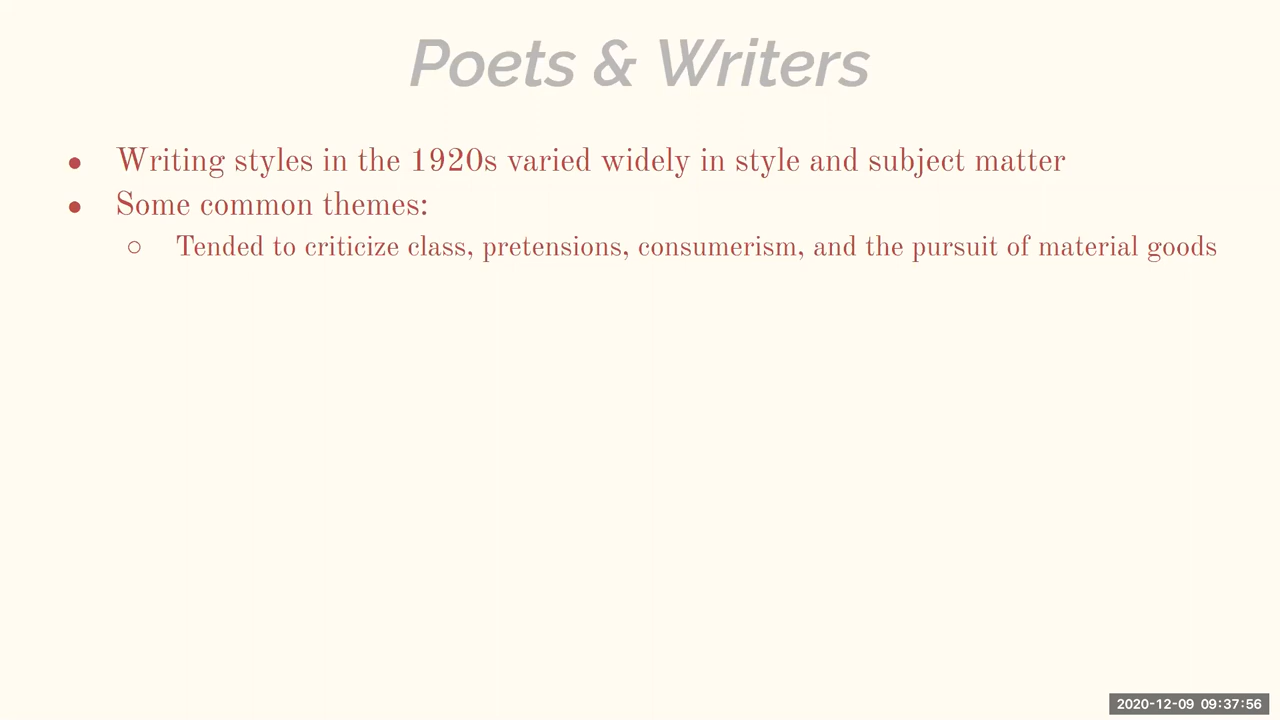 Poets & Writers
● Writing styles in the 1920s varied widely in style and subject matter
● Some common themes:
○ Tended to criticize class, pretensions, consumerism, and the pursuit of material goods
2020-12-09 09:37:56